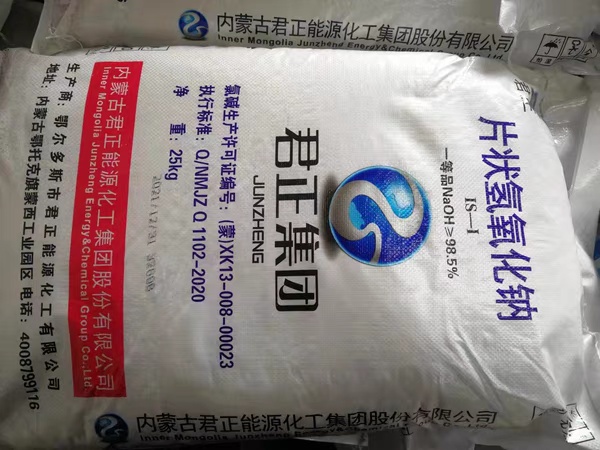 内蒙古君正能源化工集团股份有限公司
Inner Mongolia Junzheng Energy&Chemical
片状氢氧化钠
IS—I
一等品NaOH≥98.5%
君正集团
JUNZHENG
氯碱生产许可证编号：(蒙)XK13-008-00023
执行标准：Q/NMJZ Q 1102-2020
净 重：25kg
内蒙古君正能源化工集团股份有限公司
Inner Mongolia Junzheng Energy&Chemical Group Co.,Ltd.
生产商：鄂尔多斯市君正能源化工有限公司
地址：内蒙古鄂托克旗蒙西工业园区 电话：4008799116
内蒙古君正能源化工集团股份有限公司
Inner Mongolia Junzheng Energy&Chemical Group Co.,Ltd.